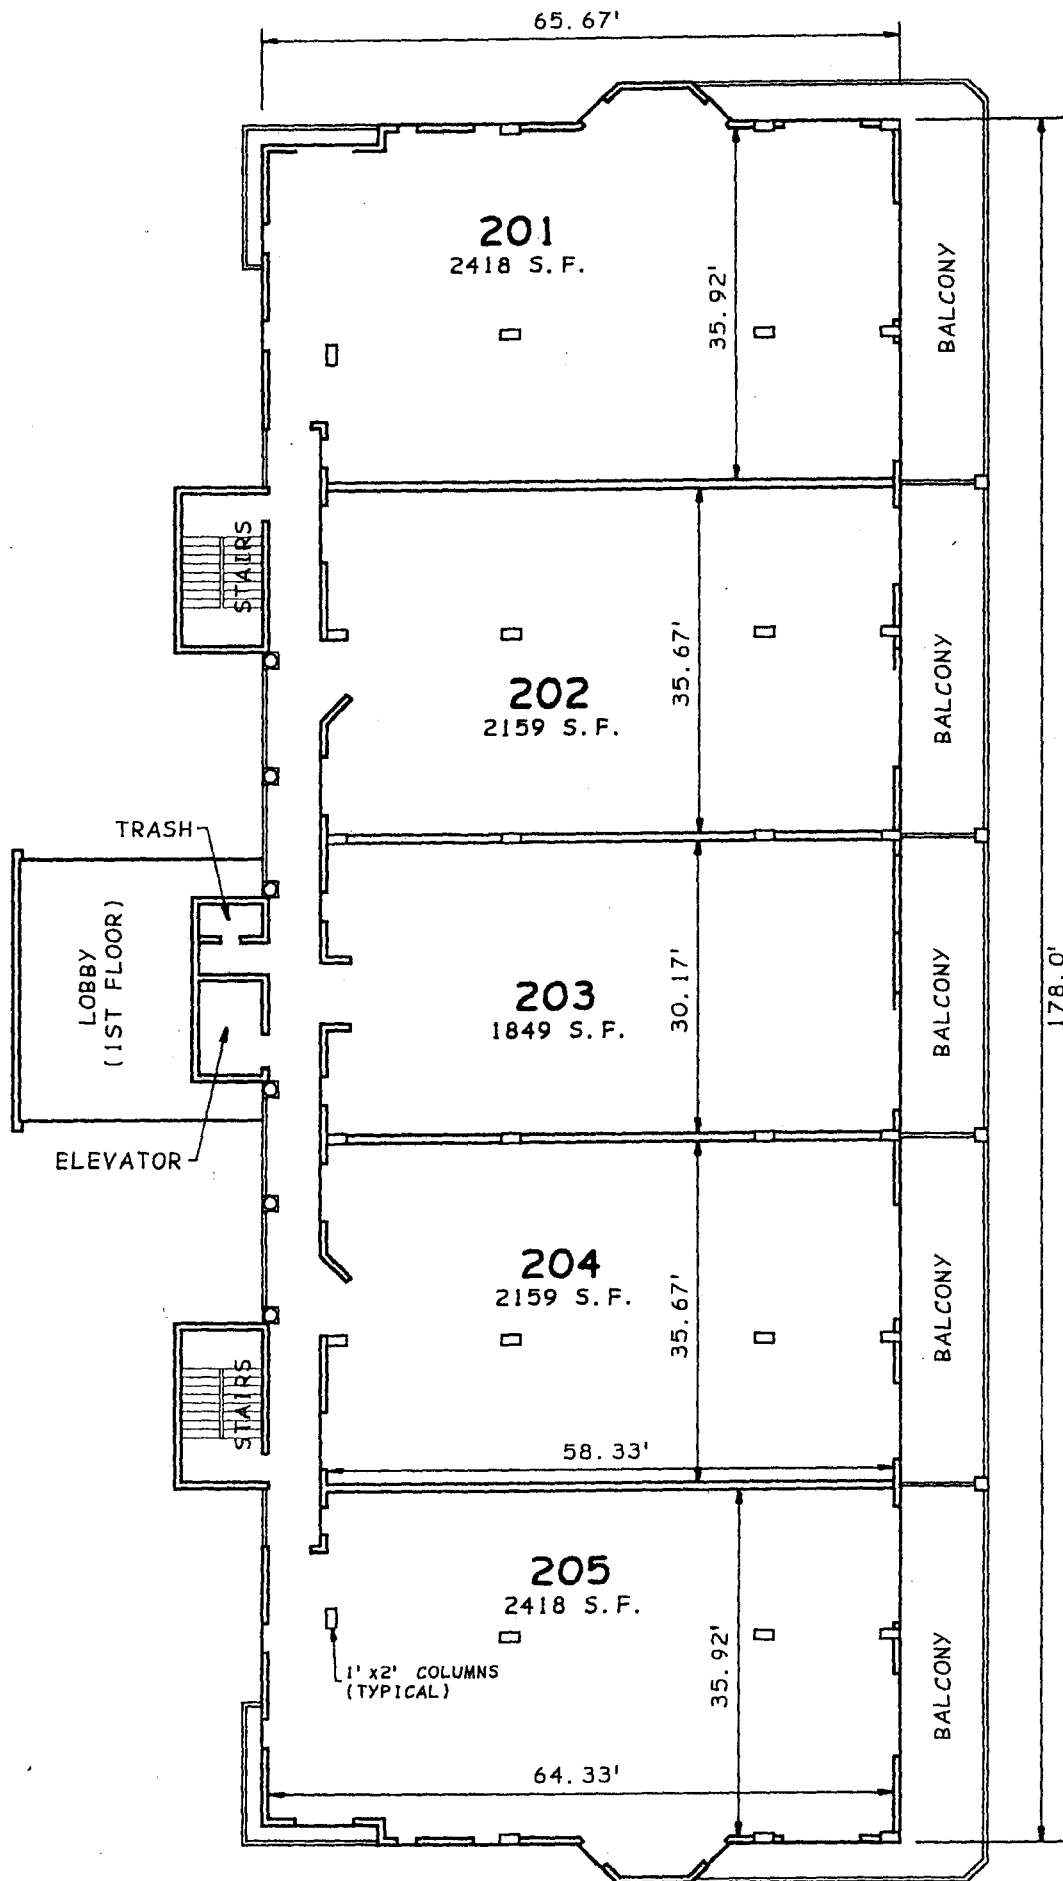 65.67'
201
2418 S.F.
35.92'
BALCONY
STAIRS
202
2159 S.F.
35.67'
BALCONY
178.0'
TRASH
LOBBY
(1ST FLOOR)
203
1849 S.F.
30.17'
BALCONY
ELEVATOR
204
2159 S.F.
35.67'
BALCONY
STAIRS
58.33'
205
2418 S.F.
35.92'
BALCONY
1'x2' COLUMNS
(TYPICAL)
64.33'